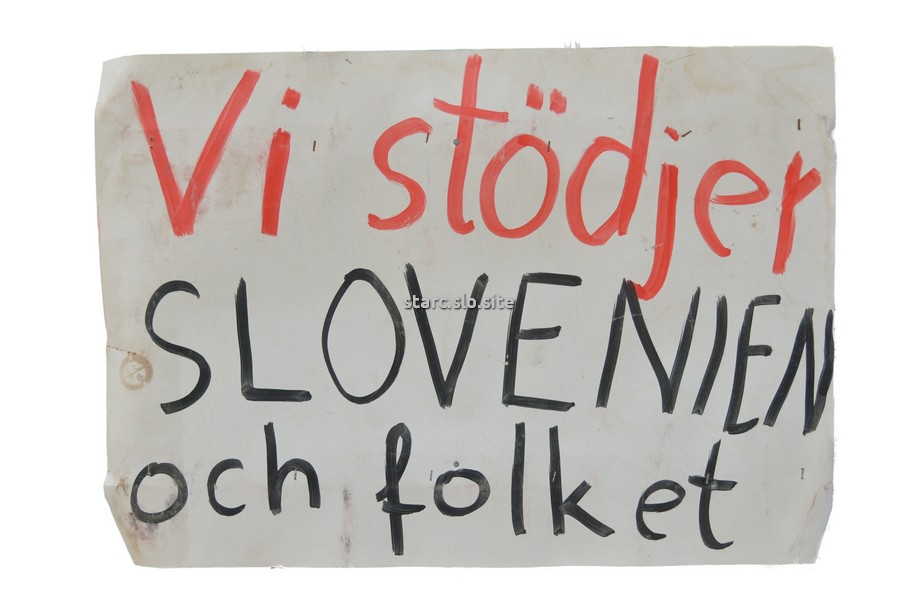 Vi stödjer
SLOVENIEN
starc.slb.site
och folket